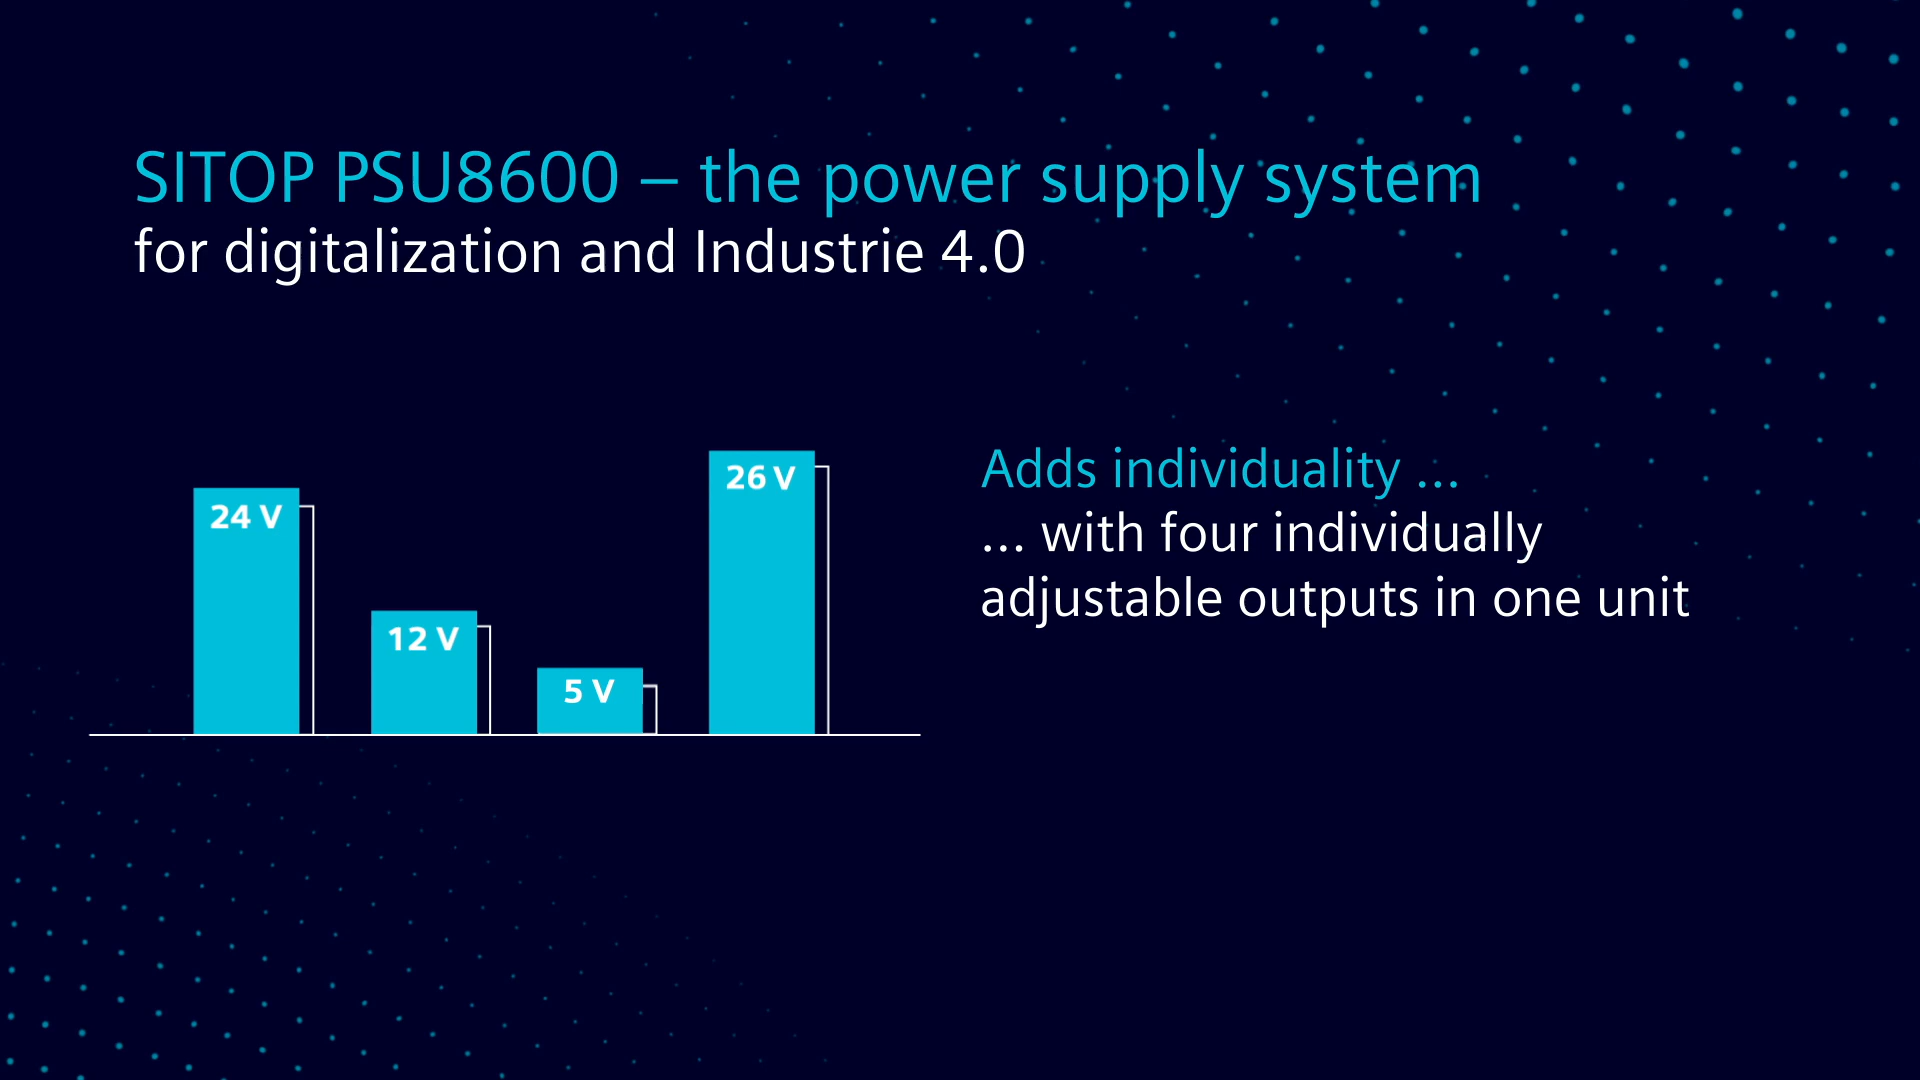 SITOP PSU8600 – the power supply system
for digitalization and Industrie 4.0
24 V
12 V
5 V
26 V
Adds individuality ...
... with four individually
adjustable outputs in one unit